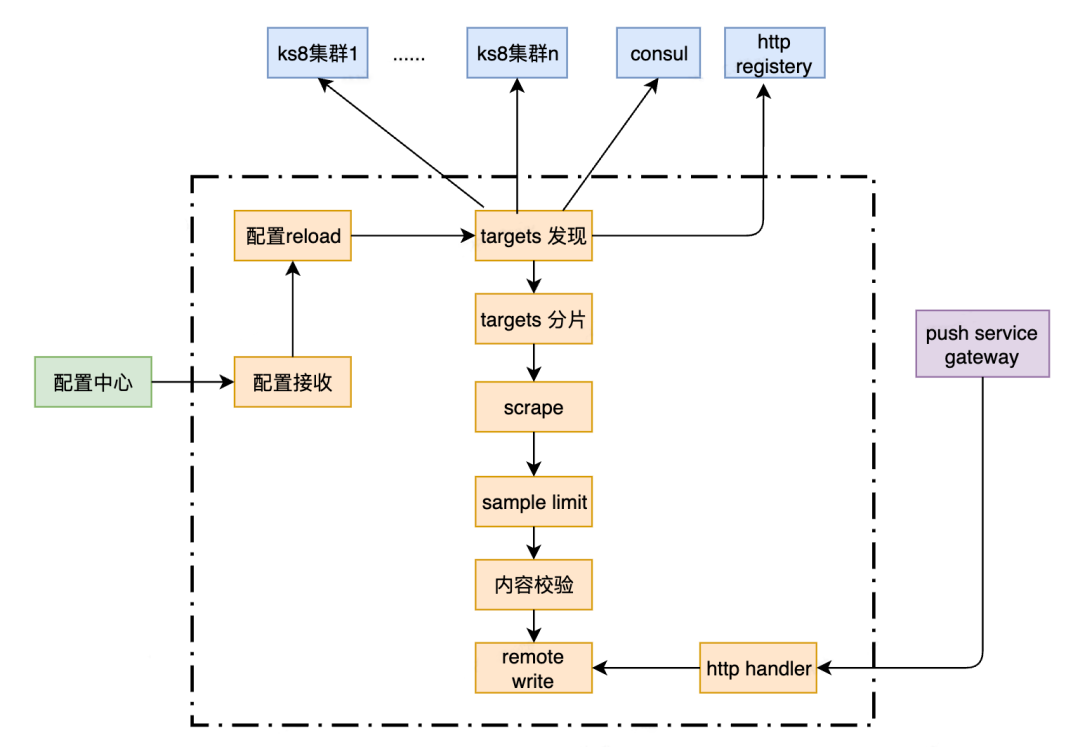 ks8集群1
......
ks8集群n
consul
http
registery
配置reload
targets 发现
targets 分片
push service
gateway
配置中心
配置接收
scrape
sample limit
内容校验
remote
write
http handler